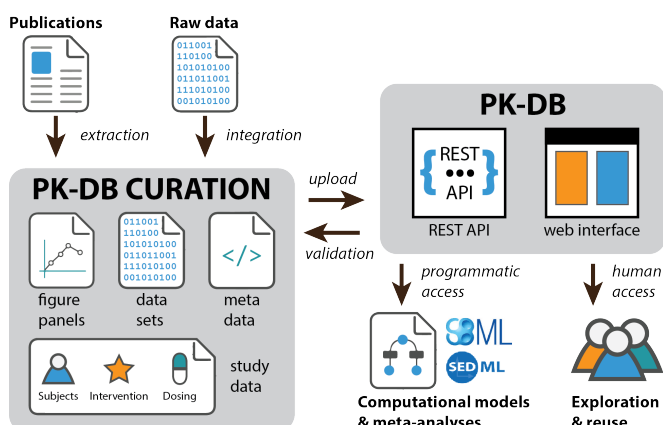 Publications
Raw data
011001
110100
101010100
011011001
111010100
001010100
extraction
integration
PK-DB CURATION
011001
110100
101010100
011011001
111010100
001010100
</>
figure
panels
data
sets
meta
data
Subjects
Intervention
Dosing
study
data
upload
validation
PK-DB
{ REST
API }
REST API
web interface
programmatic
access
human
access
SBML
SED ML
Computational models
& meta-analyses
Exploration
& reuse